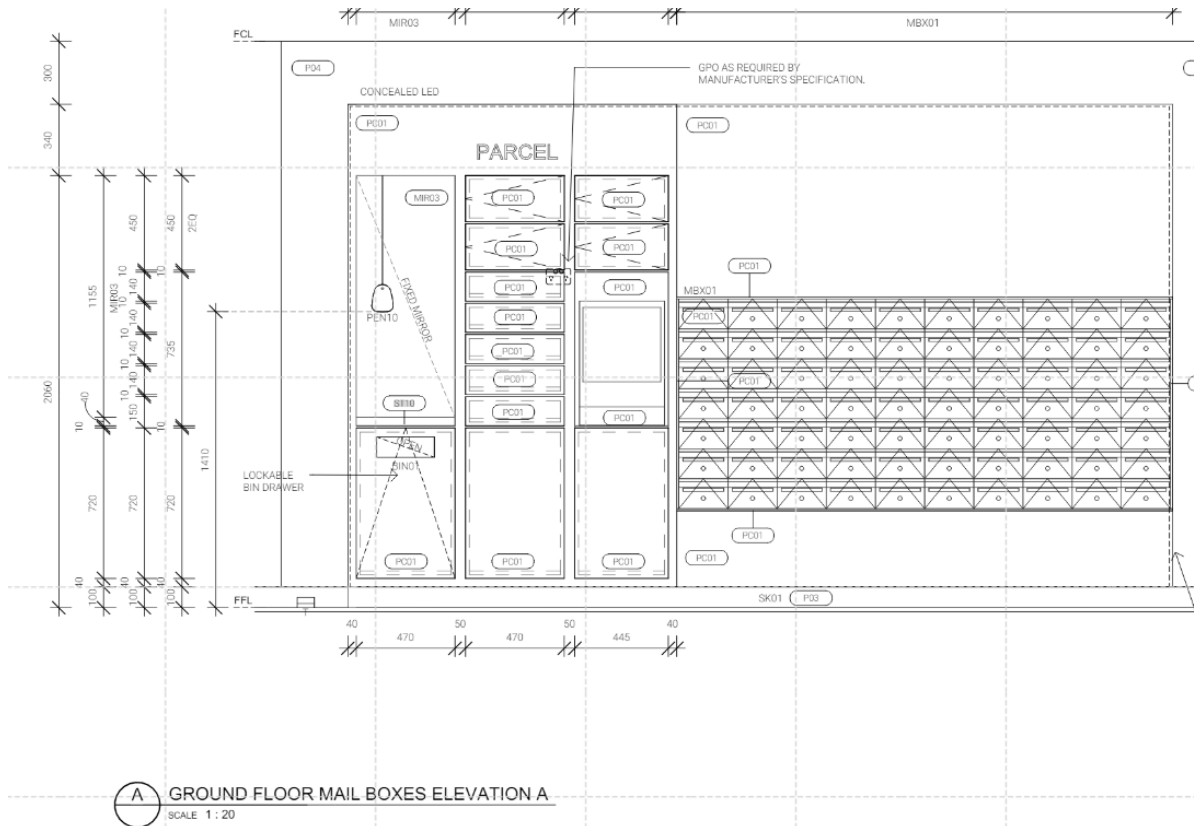 MIR03
MBX01
FCL
P04
GPO AS REQUIRED BY
MANUFACTURER'S SPECIFICATION.
CONCEALED LED
PC01
PC01
PARCEL
300
340
2060
1155
MIR03
40
10
720
40
100
450
10
140
10
140
10
140
10
140
10
150
720
40
100
450
2EQ
10
735
720
40
100
1410
MIR03
PC01
PC01
PC01
PC01
PC01
PC01
MBX01
PC01
PC01
PC01
PC01
PC01
PC01
PC01
PC01
PC01
PEN10
FIXED MIRROR
OPEN
BIN01
LOCKABLE
BIN DRAWER
PC01
PC01
PC01
PC01
PC01
FFL
SK01
P03
40
470
50
470
50
445
40
A
GROUND FLOOR MAIL BOXES ELEVATION A
SCALE 1 : 20